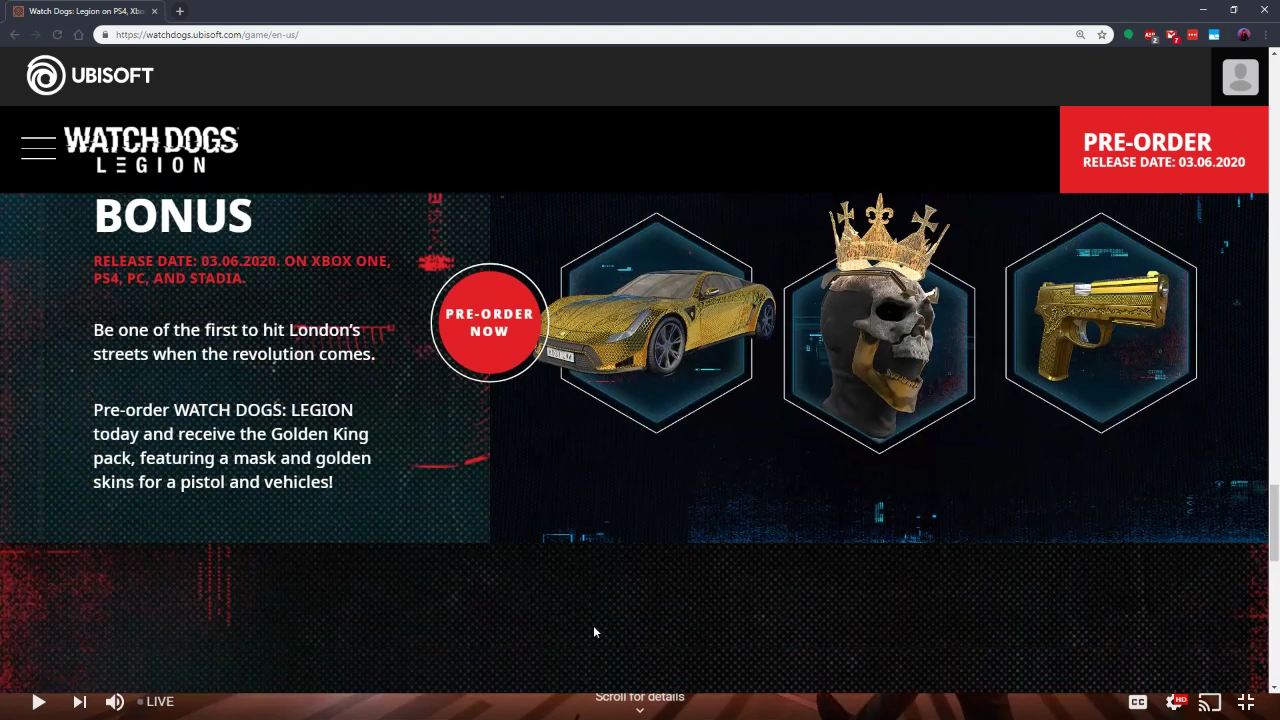 Watch Dogs: Legion on PS4, Xbo
https://watchdogs.ubisoft.com/game/en-us/
UBISOFT
WATCH DOGS
LEGION
PRE-ORDER
RELEASE DATE: 03.06.2020
BONUS
RELEASE DATE: 03.06.2020. ON XBOX ONE,
PS4, PC, AND STADIA.
Be one of the first to hit London's
streets when the revolution comes.
Pre-order WATCH DOGS: LEGION
today and receive the Golden King
pack, featuring a mask and golden
skins for a pistol and vehicles!
PRE-ORDER
NOW
LIVE
Scroll for details
CC
HD